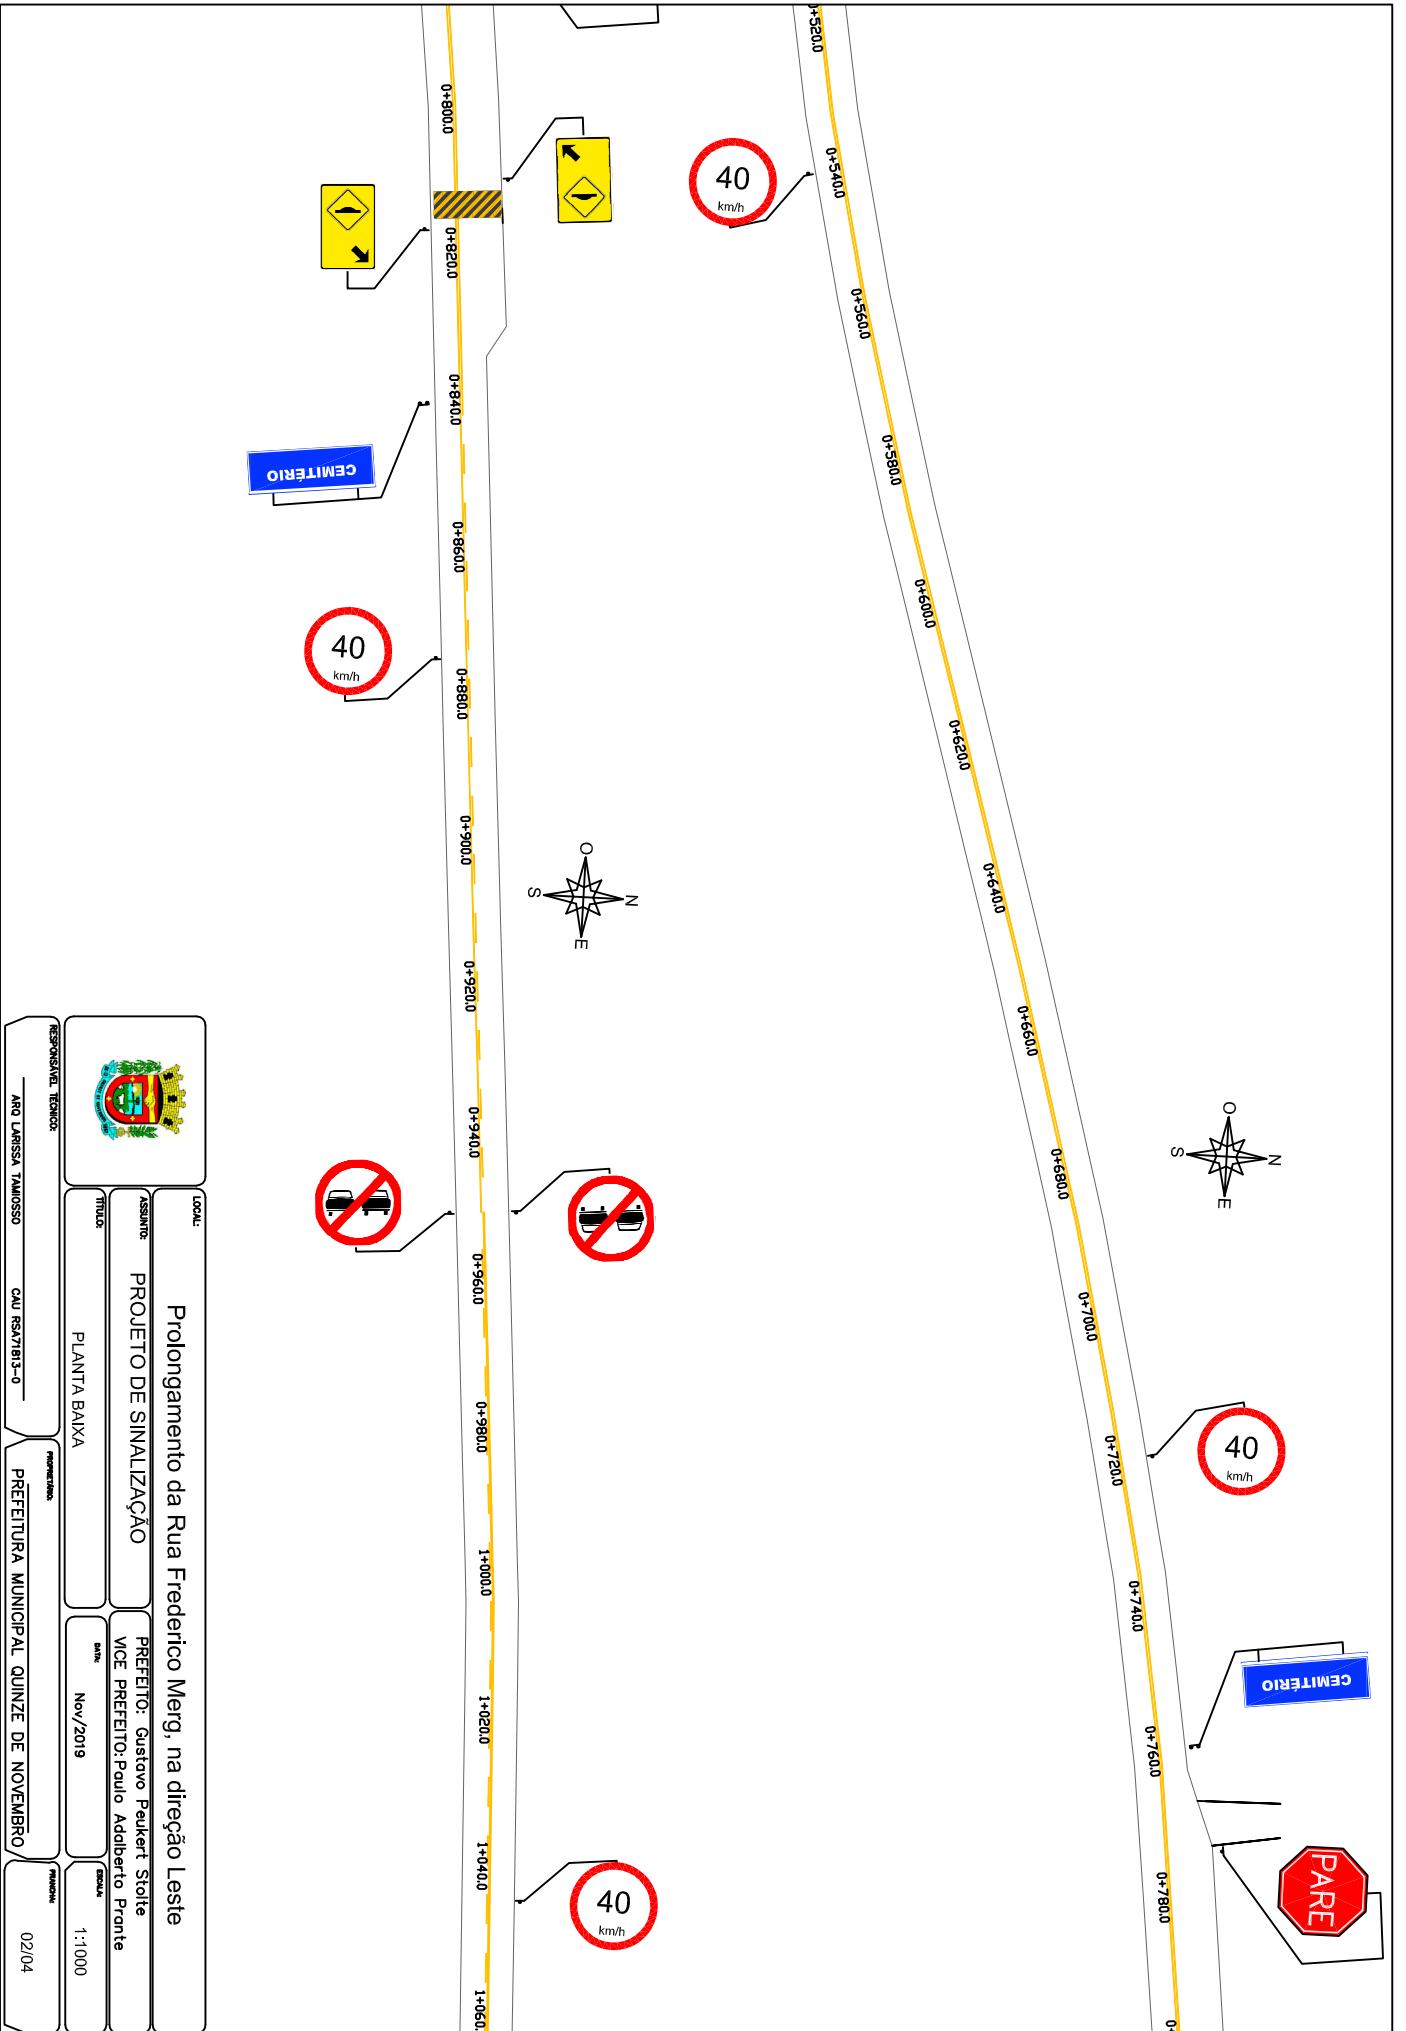 0+520.0
0+540.0
0+560.0
0+580.0
0+600.0
0+620.0
0+640.0
0+660.0
0+680.0
0+700.0
0+720.0
0+740.0
0+760.0
0+780.0
40
km/h
40
km/h
CEMITÉRIO
PARE
N
S
E
O
0+800.0
0+820.0
0+840.0
0+860.0
0+880.0
0+900.0
0+920.0
0+940.0
0+960.0
0+980.0
1+000.0
1+020.0
1+040.0
1+060.
CEMITÉRIO
40
km/h
40
km/h
N
S
E
O
LOCAL:
Prolongamento da Rua Frederico Merg, na direção Leste
ASSUNTO:
PROJETO DE SINALIZAÇÃO
PREFEITO: Gustavo Peukert Stolte
VICE PREFEITO: Paulo Adalberto Prante
TÍTULO:
PLANTA BAIXA
DATA:
Nov/2019
ESCALA:
1:1000
RESPONSÁVEL TÉCNICO:
ARQ LARISSA TAMIOSSO CAU RSA71813-0
PROPRIETÁRIO:
PREFEITURA MUNICIPAL QUINZE DE NOVEMBRO
PRANCHA:
02/04